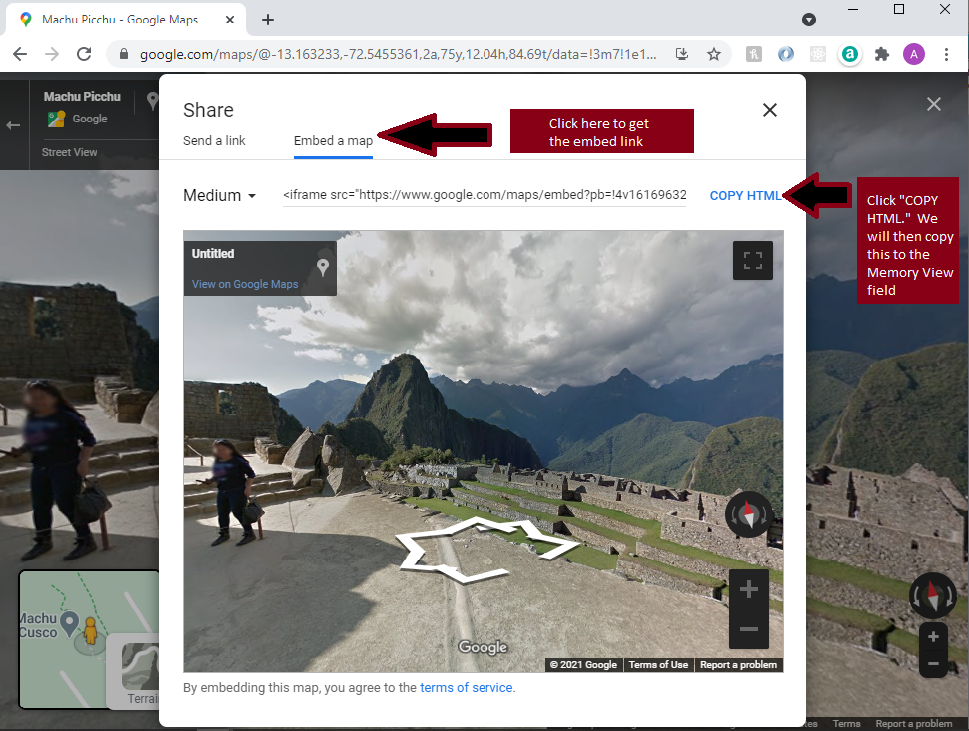 Machu Picchu - Google Maps
google.com/maps/@-13.163233,-72.5455361,2a,75y,12.04h,84.69t/data=!3m7!1e1...
A
Machu Picchu
Google
Street View
Share
Send a link
Embed a map
Click here to get
the embed link
Medium
<iframe src="https://www.google.com/maps/embed?pb=!4v16169632
COPY HTML
Click "COPY
HTML." We
will then copy
this to the
Memory View
field
Untitled
View on Google Maps
Google
© 2021 Google
Terms of Use
Report a problem
Machu
Cusco
Terrain
By embedding this map, you agree to the terms of service.
Terms
Report a problem